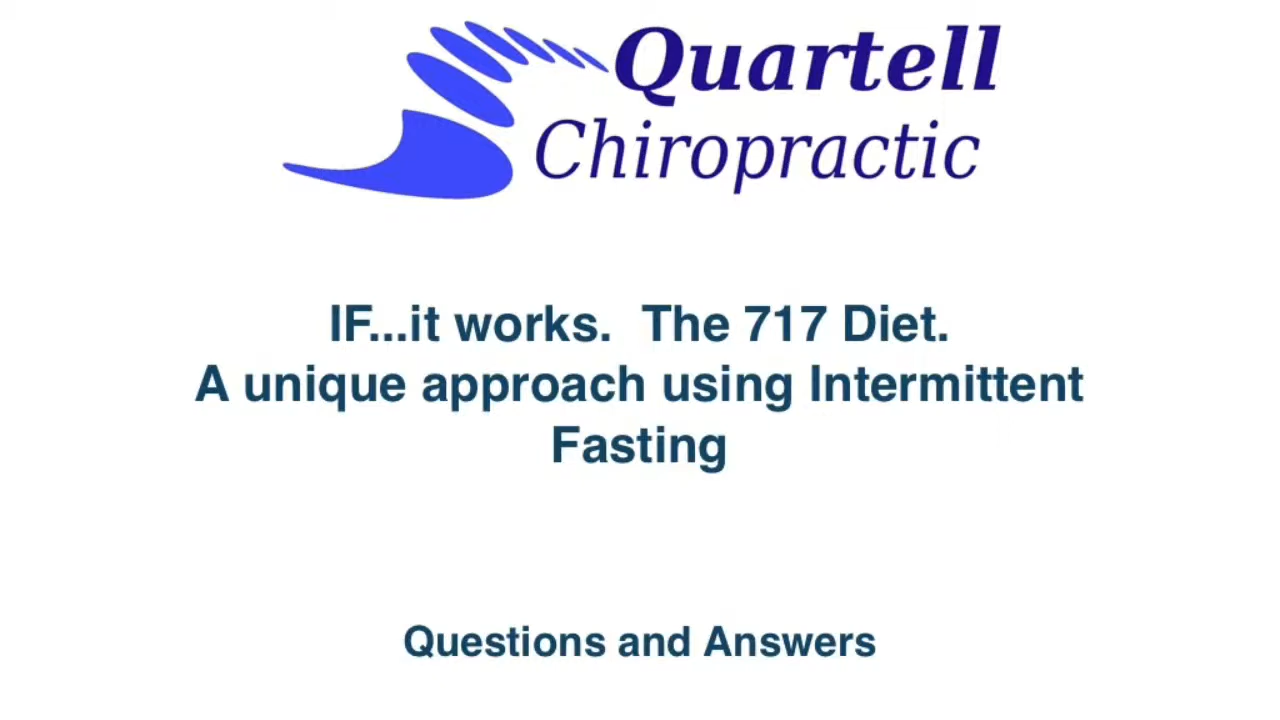 Quartell
Chiropractic
IF...it works.  The 717 Diet.
A unique approach using Intermittent
Fasting
Questions and Answers